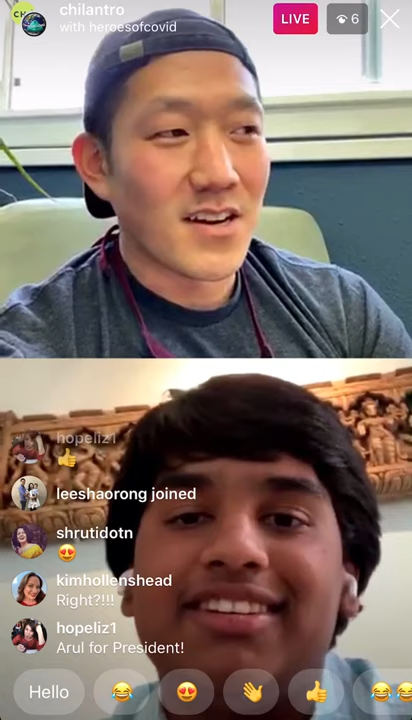 chilantro
with heroesofcovid
LIVE
6
hopeliz1
leeshaorong joined
shrutidotn
kimhollenshead
Right?!!!
hopeliz1
Arul for President!
Hello